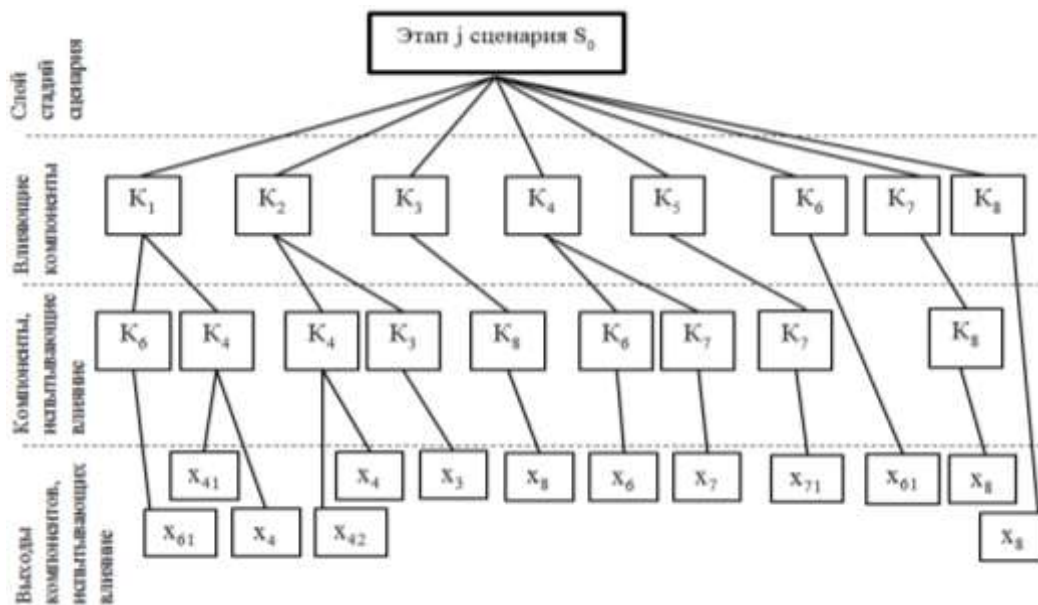 Этап j сценария S₀
Слой
стадий
сценария
K₁ K₂ K₃ K₄ K₅ K₆ K₇ K₈
Влияющие
компоненты
K₆ K₄ K₄ K₃ K₈ K₆ K₇ K₇ K₈
Компоненты,
испытывающие
влияние
x₄₁ x₄ x₃ x₈ x₆ x₇ x₇₁ x₆₁ x₈
x₆₁ x₄ x₄₂ x₈
Выходы
компонентов,
испытывающих
влияние